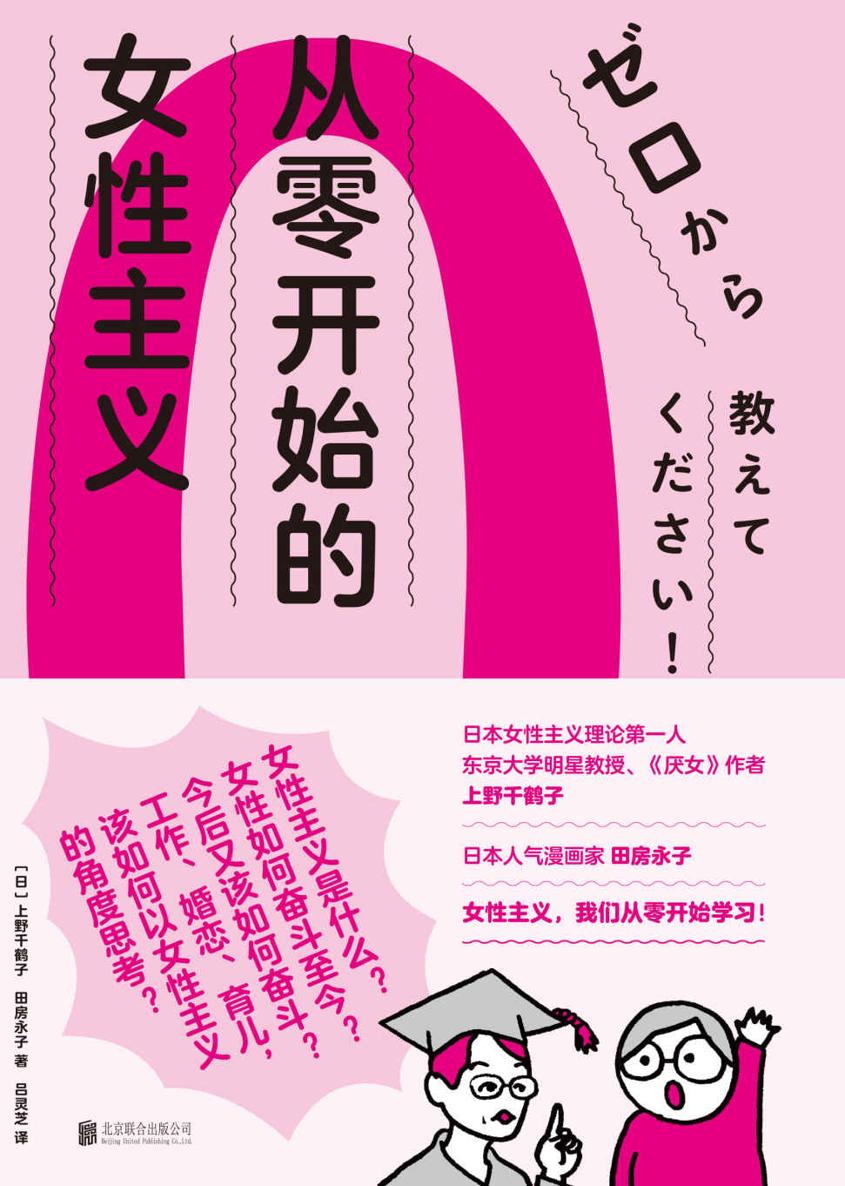 ゼロから
教えて
ください！
从零开始的
女性主义
日本女性主义理论第一人
东京大学明星教授、《厌女》作者
上野千鹤子
日本人气漫画家 田房永子
女性主义，我们从零开始学习！
女性主义是什么？
女性如何奋斗至今？
今后又该如何奋斗？
工作、婚恋、育儿，
该如何以女性主义
的角度思考？
［日］上野千鹤子 田房永子 著 吕灵芝 译
北京联合出版公司
Beijing United Publishing Co.,Ltd.